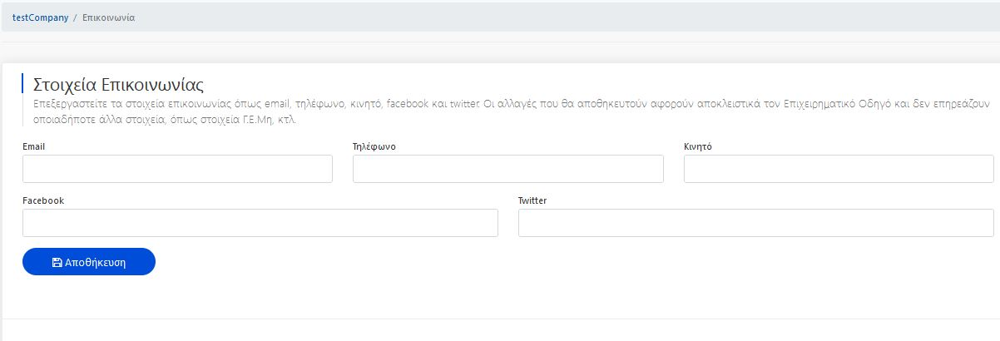 testCompany / Επικοινωνία
Στοιχεία Επικοινωνίας
Επεξεργαστείτε τα στοιχεία επικοινωνίας όπως email, τηλέφωνο, κινητό, facebook και twitter. Οι αλλαγές που θα αποθηκευτούν αφορούν αποκλειστικά τον Επιχειρηματικό Οδηγό και δεν επηρεάζουν
οποιαδήποτε άλλα στοιχεία, όπως στοιχεία Γ.Ε.Μη, κτλ.
Email Τηλέφωνο Κινητό
Facebook Twitter
Αποθήκευση